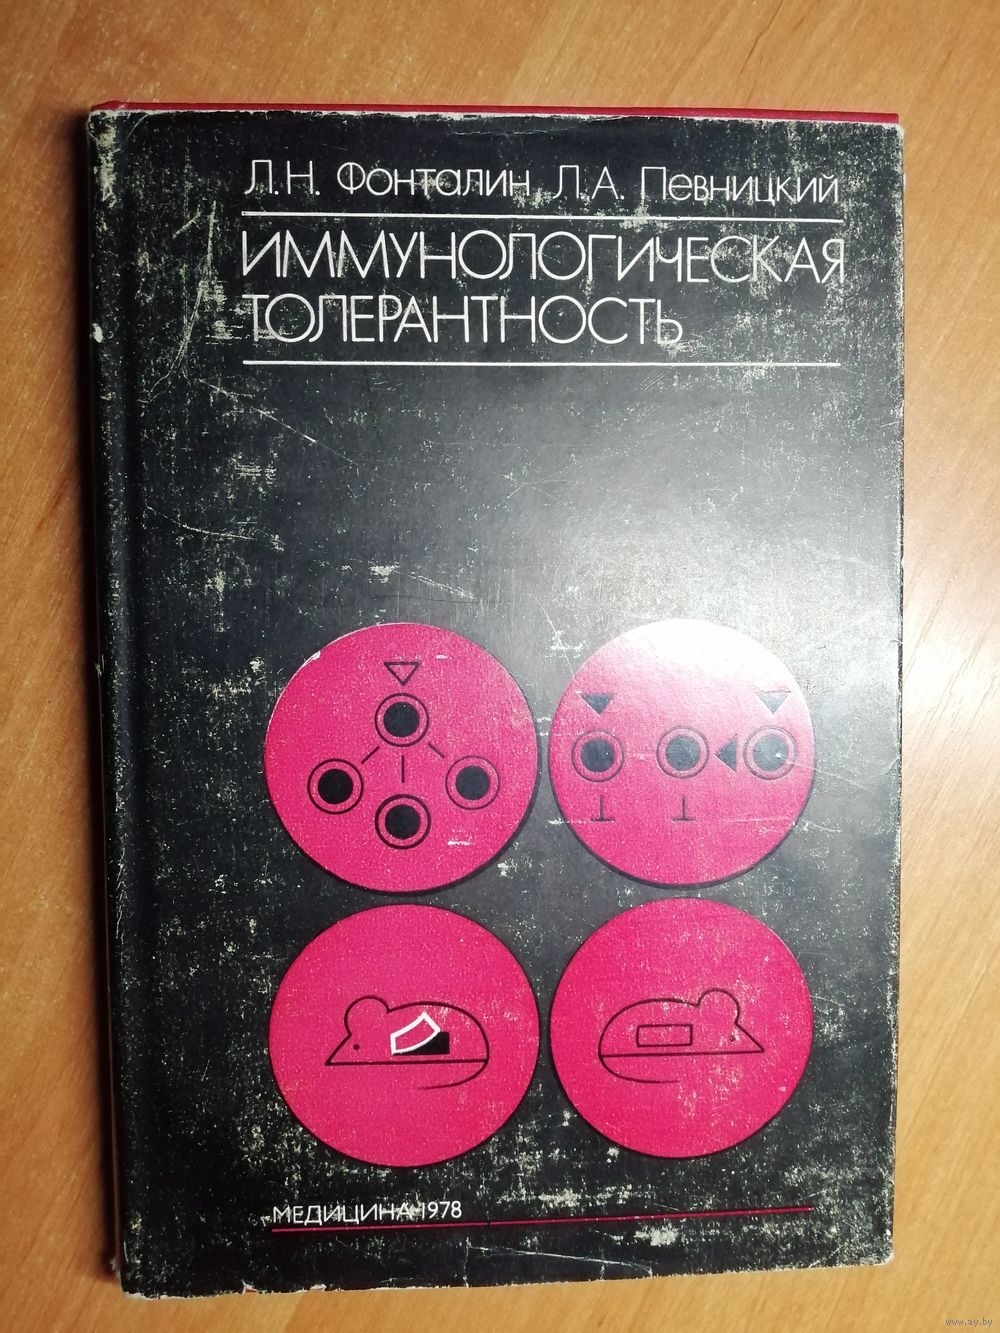 Л.Н. Фонталин Л.А. Певницкий
ИММУНОЛОГИЧЕСКАЯ
ТОЛЕРАНТНОСТЬ
МЕДИЦИНА·1978
www.ay.by